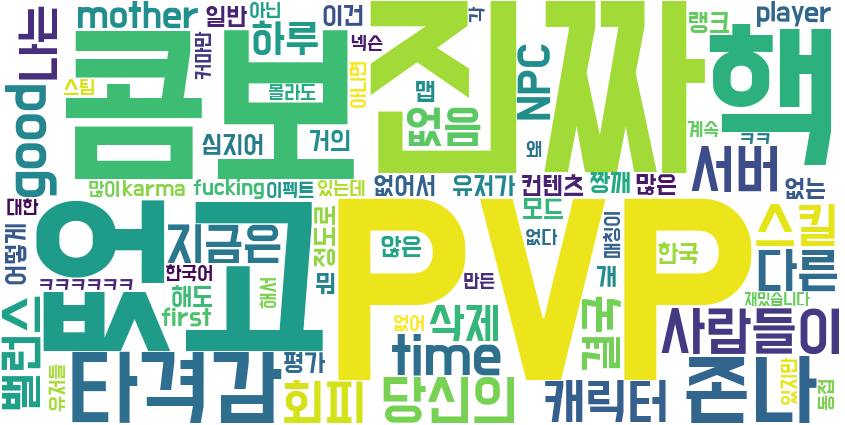 mother
일반
아닌
이건
각
랭크
player
나는
하루
넥슨
커마만
콤보
진짜
핵
스팀
몰라도
아니면
맵
NPC
good
없음
심지어
거의
왜
계속
ㅋㅋ
서버
많이
karma
fucking
이펙트
있는데
없어서
유저가
컨텐츠
짱깨
많은
없는
대한
모드
스킬
어떻게
없고
PVP
지금은
정도로
않은
없다
매칭이
한국
다른
한국어
ㅋㅋㅋㅋㅋㅋ
뭐
만든
개
해도
해서
재밌습니다
first
없어
삭제
결국
사람들이
밸런스
타격감
평가
time
유저들
회피
당신의
캐릭터
존나
있지만
동접